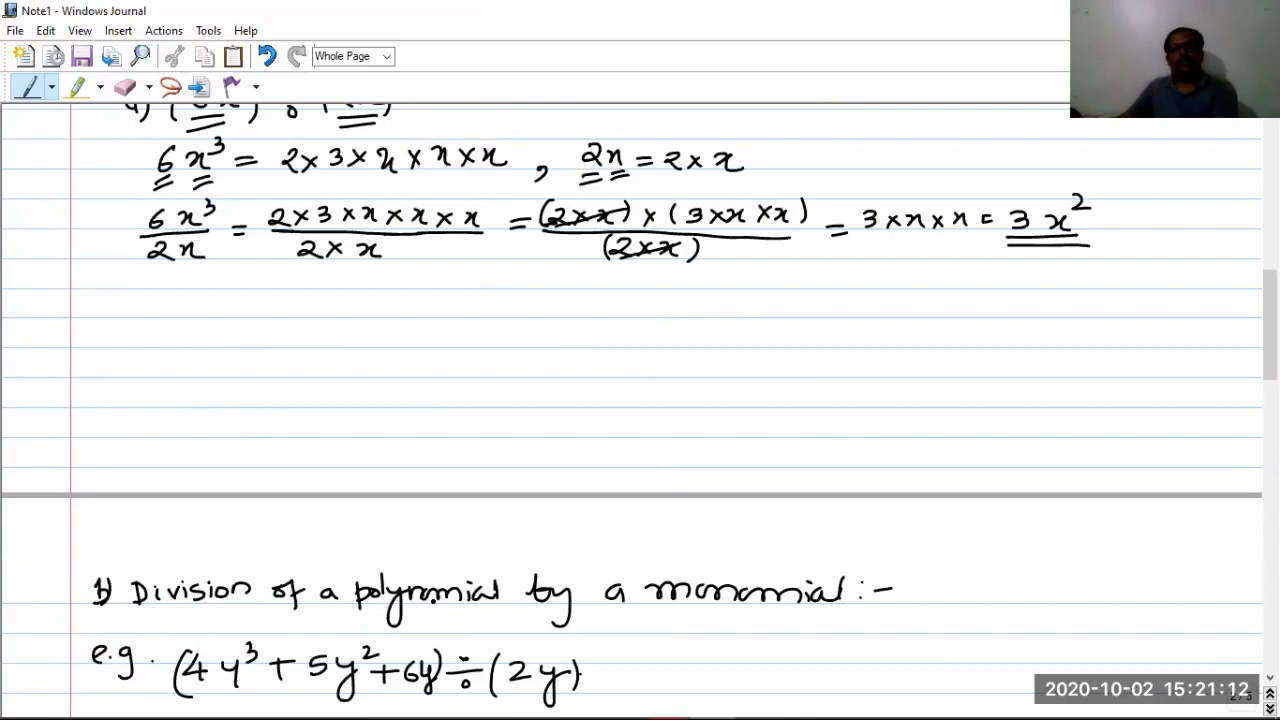 Note1 - Windows Journal
File Edit View Insert Actions Tools Help
Whole Page
6x³ = 2 × 3 × x × x × x , 2x = 2 × x
6x³/2x = 2×3×x×x×x/2×x = (2×x)×(3×x×x)/(2×x) = 3×x×x = 3x²
1) Division of a polynomial by a monomial :-
e.g. (4y³ + 5y² + 6y) ÷ (2y)
2020-10-02 15:21:12